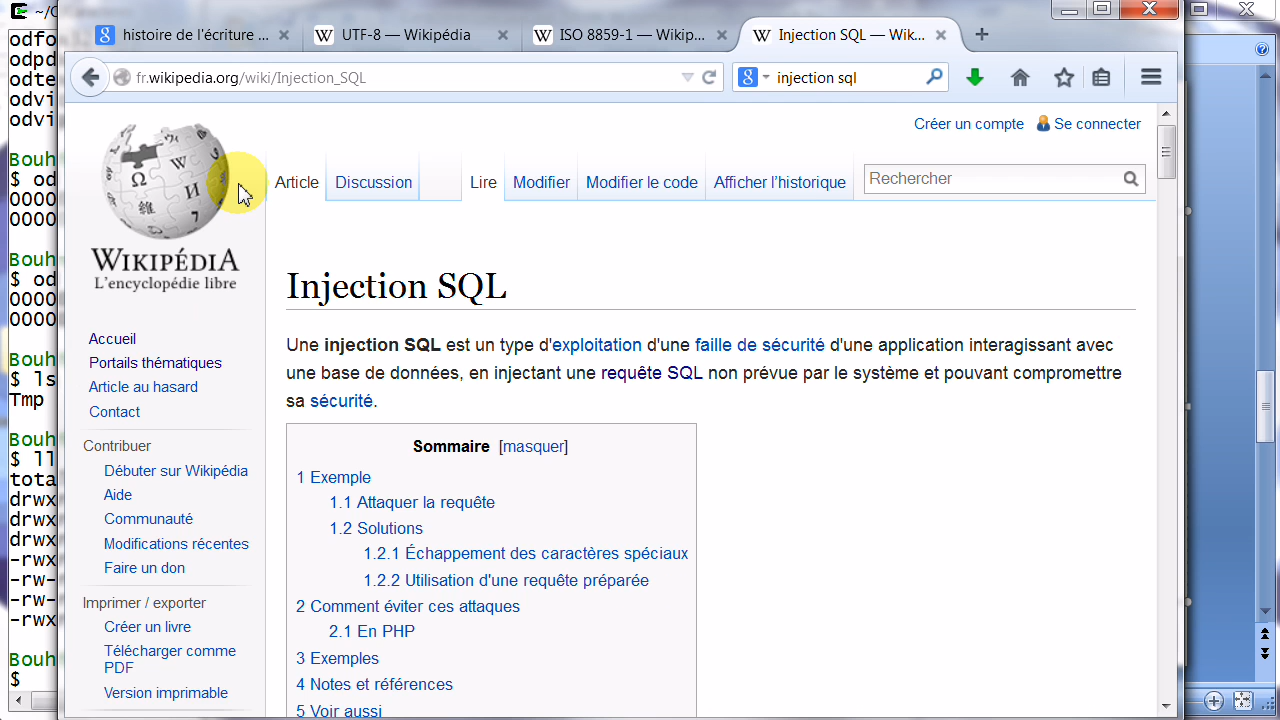 ~/C
histoire de l'écriture ...
UTF-8 — Wikipédia
ISO 8859-1 — Wikip...
Injection SQL — Wik...
fr.wikipedia.org/wiki/Injection_SQL
injection sql
odfon
odpd
odte
odvi
odvi
Bouh
$ od
0000
0000
Bouh
$ od
0000
0000
Bouh
$ ls
Tmp
Bouh
$ ll
tota
drwx
drwx
drwx
-rwx
-rw-
-rw-
-rwx
Bouh
$
Créer un compte
Se connecter
Article
Discussion
Lire
Modifier
Modifier le code
Afficher l'historique
Rechercher
WIKIPÉDIA
L'encyclopédie libre
Accueil
Portails thématiques
Article au hasard
Contact
Contribuer
Débuter sur Wikipédia
Aide
Communauté
Modifications récentes
Faire un don
Imprimer / exporter
Créer un livre
Télécharger comme
PDF
Version imprimable
Injection SQL
Une injection SQL est un type d'exploitation d'une faille de sécurité d'une application interagissant avec
une base de données, en injectant une requête SQL non prévue par le système et pouvant compromettre
sa sécurité.
Sommaire [masquer]
1 Exemple
1.1 Attaquer la requête
1.2 Solutions
1.2.1 Échappement des caractères spéciaux
1.2.2 Utilisation d'une requête préparée
2 Comment éviter ces attaques
2.1 En PHP
3 Exemples
4 Notes et références
5 Voir aussi